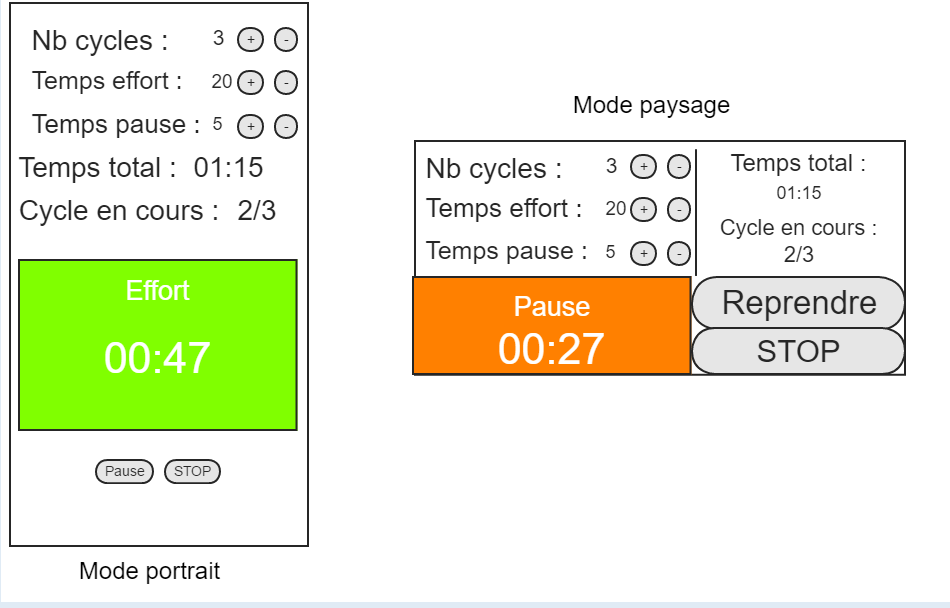 Nb cycles : 3 + -
Temps effort : 20 + -
Temps pause : 5 + -
Temps total : 01:15
Cycle en cours : 2/3
Effort
00:47
Pause STOP
Mode portrait
Mode paysage
Nb cycles : 3 + -
Temps effort : 20 + -
Temps pause : 5 + -
Temps total :
01:15
Cycle en cours :
2/3
Pause
00:27
Reprendre
STOP